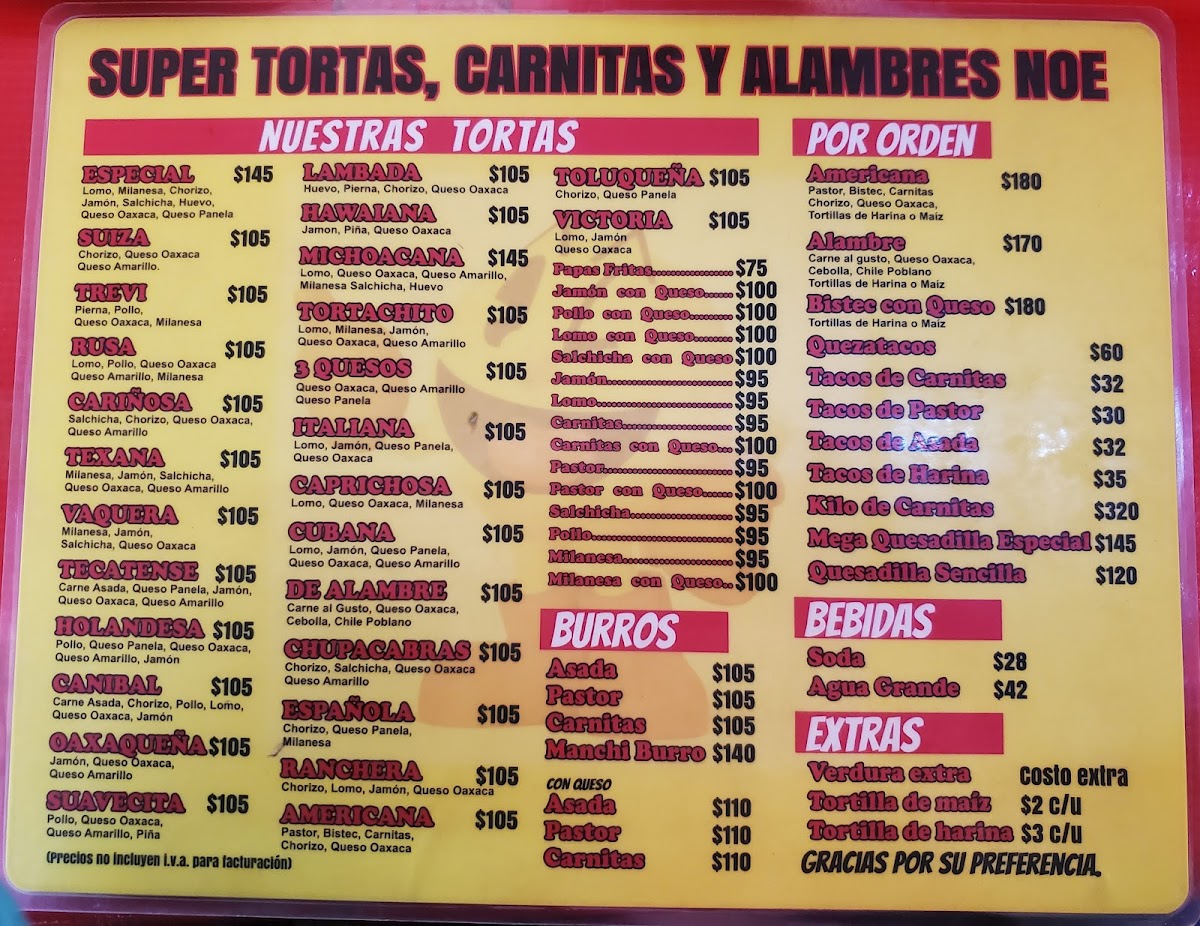 SUPER TORTAS, CARNITAS Y ALAMBRES NOE
NUESTRAS TORTAS
ESPECIAL $145
Lomo, Milanesa, Chorizo,
Jamón, Salchicha, Huevo,
Queso Oaxaca, Queso Panela
SUIZA $105
Chorizo, Queso Oaxaca
Queso Amarillo.
TREVI $105
Pierna, Pollo,
Queso Oaxaca, Milanesa
RUSA $105
Lomo, Pollo, Queso Oaxaca
Queso Amarillo, Milanesa
CARIÑOSA $105
Salchicha, Chorizo, Queso Oaxaca,
Queso Amarillo
TEXANA $105
Milanesa, Jamón, Salchicha,
Queso Oaxaca, Queso Amarillo
VAQUERA $105
Milanesa, Jamón,
Salchicha, Queso Oaxaca
TECATENSE $105
Carne Asada, Queso Panela, Jamón,
Queso Oaxaca, Queso Amarillo
HOLANDESA $105
Pollo, Queso Panela, Queso Oaxaca,
Queso Amarillo, Jamón
CANIBAL $105
Carne Asada, Chorizo, Pollo, Lomo,
Queso Oaxaca, Jamón
OAXAQUEÑA $105
Jamón, Queso Oaxaca,
Queso Amarillo
SUAVECITA $105
Pollo, Queso Oaxaca,
Queso Amarillo, Piña
(Precios no incluyen i.v.a. para facturación)
LAMBADA $105
Huevo, Pierna, Chorizo, Queso Oaxaca
HAWAIANA $105
Jamon, Piña, Queso Oaxaca
MICHOACANA $145
Lomo, Queso Oaxaca, Queso Amarillo,
Milanesa Salchicha, Huevo
TORTACHITO $105
Lomo, Milanesa, Jamón,
Queso Oaxaca, Queso Amarillo
3 QUESOS $105
Queso Oaxaca, Queso Amarillo
Queso Panela
ITALIANA $105
Lomo, Jamón, Queso Panela,
Queso Oaxaca
CAPRICHOSA $105
Lomo, Queso Oaxaca, Milanesa
CUBANA $105
Lomo, Jamón, Queso Panela,
Queso Oaxaca, Queso Amarillo
DE ALAMBRE $105
Carne al Gusto, Queso Oaxaca,
Cebolla, Chile Poblano
CHUPACABRAS $105
Chorizo, Salchicha, Queso Oaxaca
Queso Amarillo
ESPAÑOLA $105
Chorizo, Queso Panela,
Milanesa
RANCHERA $105
Chorizo, Lomo, Jamón, Queso Oaxaca
AMERICANA $105
Pastor, Bistec, Carnitas,
Chorizo, Queso Oaxaca
TOLUQUEÑA $105
Chorizo, Queso Panela
VICTORIA $105
Lomo, Jamón
Queso Oaxaca
Papas Fritas................. $75
Jamón con Queso...... $100
Pollo con Queso......... $100
Lomo con Queso........ $100
Salchicha con Queso $100
Jamón.......................... $95
Lomo............................ $95
Carnitas....................... $95
Carnitas con Queso... $100
Pastor........................... $95
Pastor con Queso...... $100
Salchicha..................... $95
Pollo.............................. $95
Milanesa....................... $95
Milanesa con Queso.. $100
BURROS
Asada $105
Pastor $105
Carnitas $105
Manchi Burro $140
CON QUESO
Asada $110
Pastor $110
Carnitas $110
POR ORDEN
Americana $180
Pastor, Bistec, Carnitas
Chorizo, Queso Oaxaca,
Tortillas de Harina o Maíz
Alambre $170
Carne al gusto, Queso Oaxaca,
Cebolla, Chile Poblano
Tortillas de Harina o Maíz
Bistec con Queso $180
Tortillas de Harina o Maíz
Quezatacos $60
Tacos de Carnitas $32
Tacos de Pastor $30
Tacos de Asada $32
Tacos de Harina $35
Kilo de Carnitas $320
Mega Quesadilla Especial $145
Quesadilla Sencilla $120
BEBIDAS
Soda $28
Agua Grande $42
EXTRAS
Verdura extra costo extra
Tortilla de maíz $2 c/u
Tortilla de harina $3 c/u
GRACIAS POR SU PREFERENCIA.